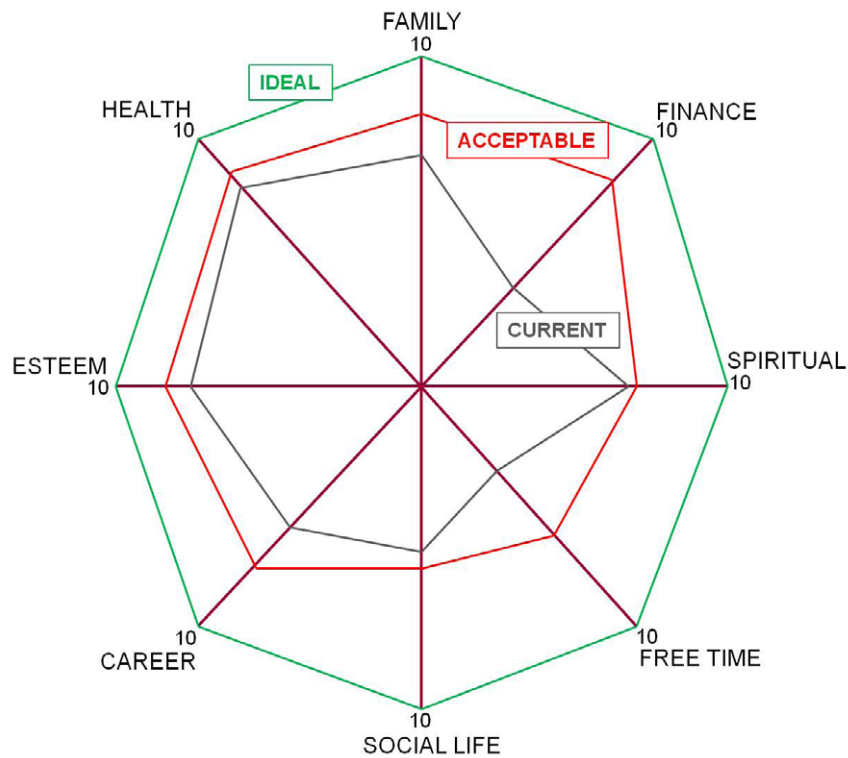 FAMILY
10
IDEAL
HEALTH
10
FINANCE
10
ACCEPTABLE
CURRENT
ESTEEM
10
SPIRITUAL
10
CAREER
10
FREE TIME
10
10
SOCIAL LIFE